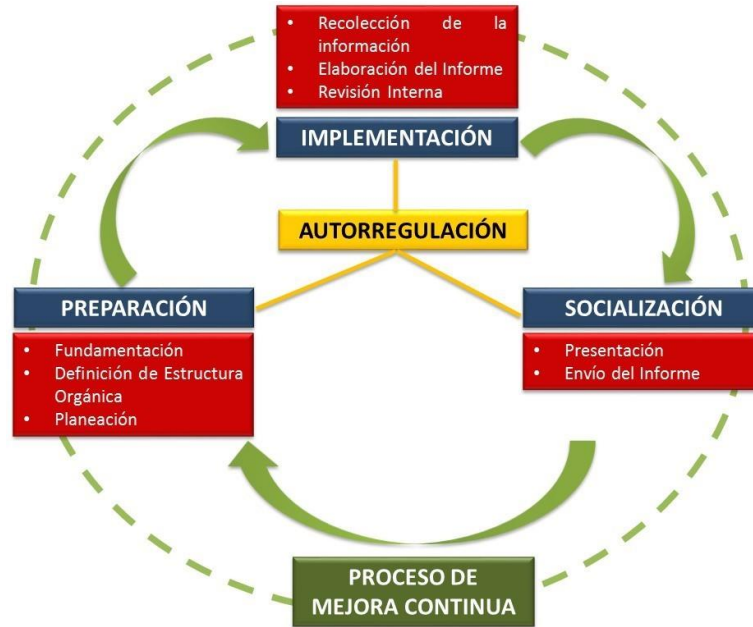 • Recolección de la
información
• Elaboración del Informe
• Revisión Interna
IMPLEMENTACIÓN
AUTORREGULACIÓN
PREPARACIÓN
• Fundamentación
• Definición de Estructura
Orgánica
• Planeación
SOCIALIZACIÓN
• Presentación
• Envío del Informe
PROCESO DE
MEJORA CONTINUA